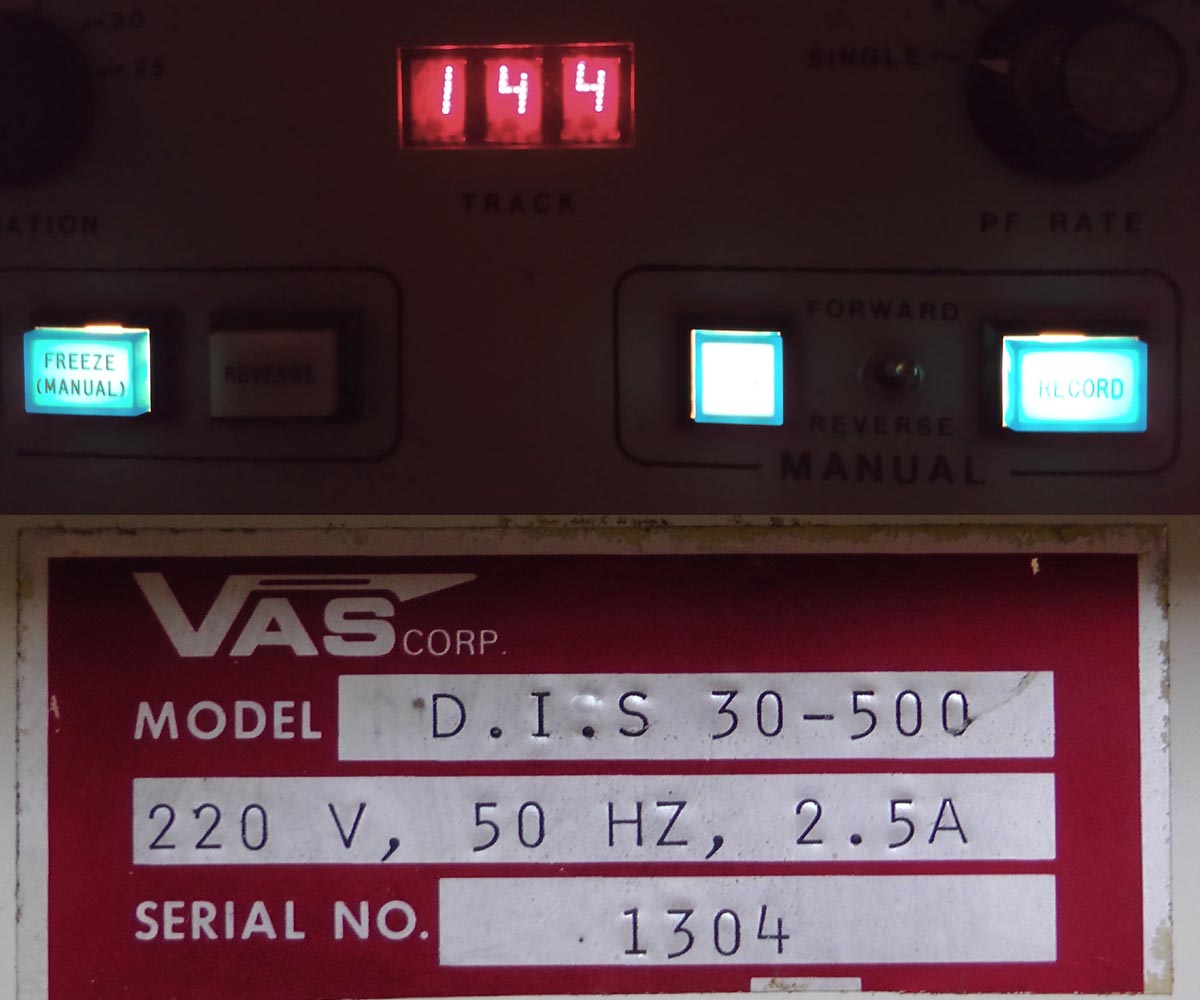 20
25
144
SINGLE
TRACK
ATION
PF RATE
FREEZE
(MANUAL)
REVERSE
FORWARD
RECORD
REVERSE
MANUAL
VAS CORP.
MODEL D.I.S 30-500
220 V, 50 HZ, 2.5A
SERIAL NO. 1304